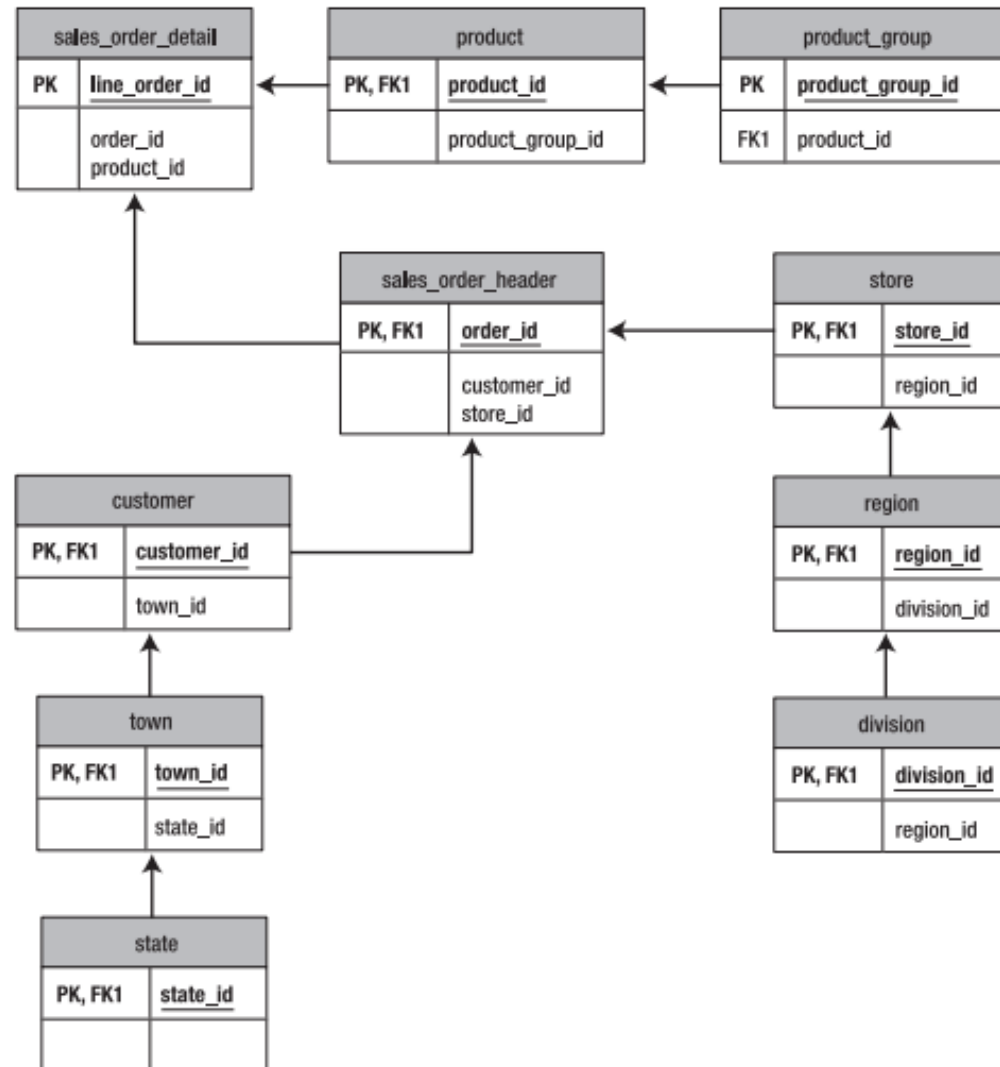 sales_order_detail
PK line_order_id
order_id
product_id
product
PK, FK1 product_id
product_group_id
product_group
PK product_group_id
FK1 product_id
sales_order_header
PK, FK1 order_id
customer_id
store_id
store
PK, FK1 store_id
region_id
customer
PK, FK1 customer_id
town_id
region
PK, FK1 region_id
division_id
town
PK, FK1 town_id
state_id
division
PK, FK1 division_id
region_id
state
PK, FK1 state_id